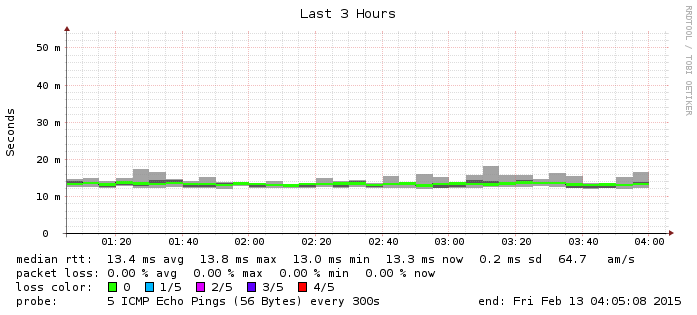 Last 3 Hours
RRDTOOL / TOBI OETIKER
Seconds
50 m
40 m
30 m
20 m
10 m
0
01:20 01:40 02:00 02:20 02:40 03:00 03:20 03:40 04:00
median rtt: 13.4 ms avg 13.8 ms max 13.0 ms min 13.3 ms now 0.2 ms sd 64.7 am/s
packet loss: 0.00 % avg 0.00 % max 0.00 % min 0.00 % now
loss color: 0 1/5 2/5 3/5 4/5
probe: 5 ICMP Echo Pings (56 Bytes) every 300s end: Fri Feb 13 04:05:08 2015